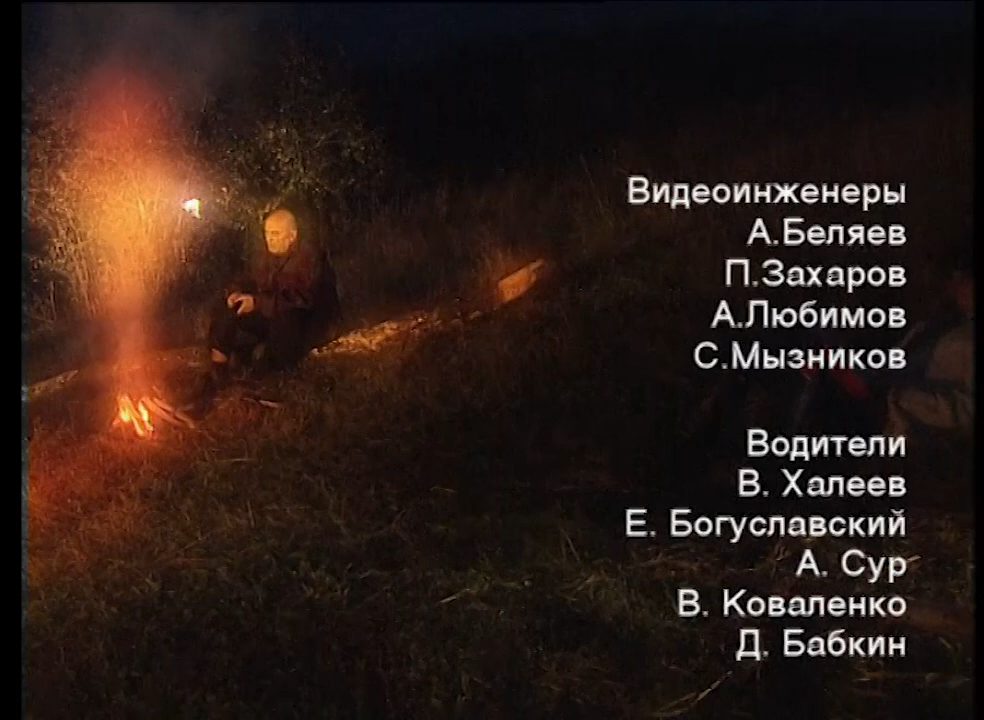 Видеоинженеры
А.Беляев
П.Захаров
А.Любимов
С.Мызников
Водители
В. Халеев
Е. Богуславский
А. Сур
В. Коваленко
Д. Бабкин